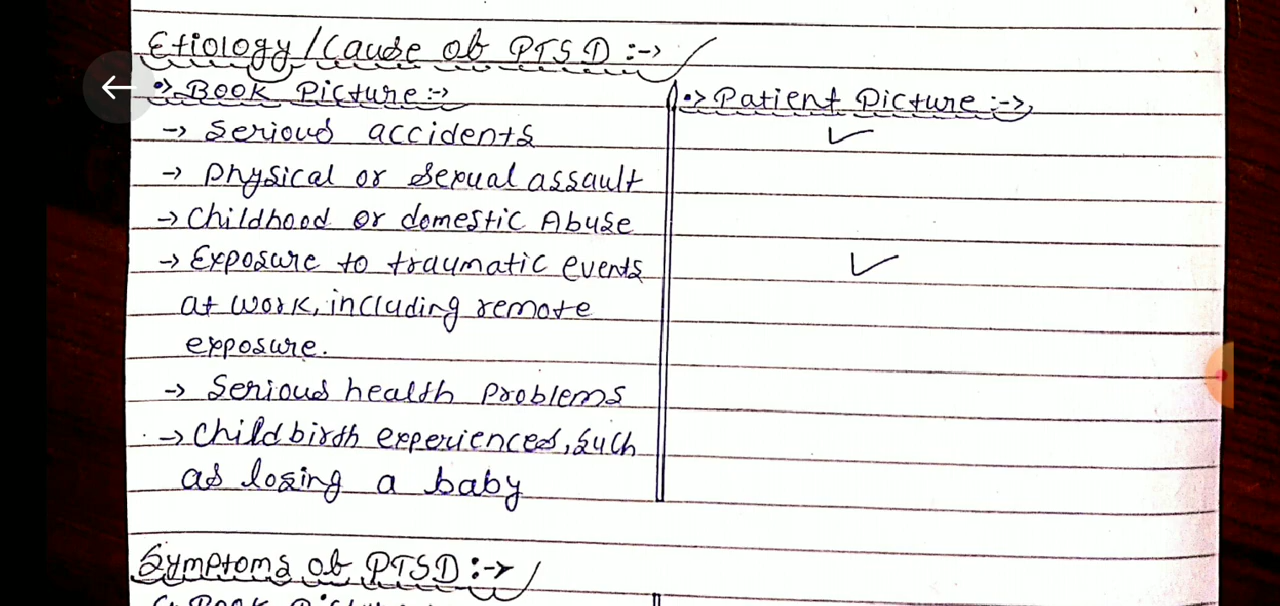 Etiology/Cause of PTSD :->
•> Book Picture :->
•> Patient Picture :->
-> Serious accidents ✓
-> Physical or Sexual assault
-> Childhood or domestic Abuse
-> Exposure to traumatic events ✓
at work, including remote
exposure.
-> Serious health problems
-> Childbirth experiences, such
as losing a baby
Symptoms of PTSD :->